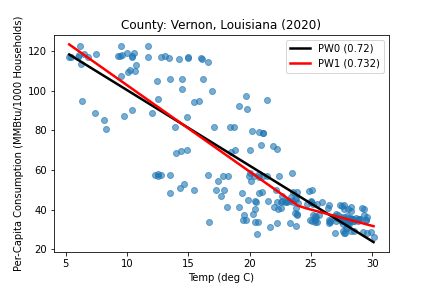 County: Vernon, Louisiana (2020)
PW0 (0.72)
PW1 (0.732)
Per-Capita Consumption (MMBtu/1000 Households)
120
100
80
60
40
20
5
10
15
20
25
30
Temp (deg C)